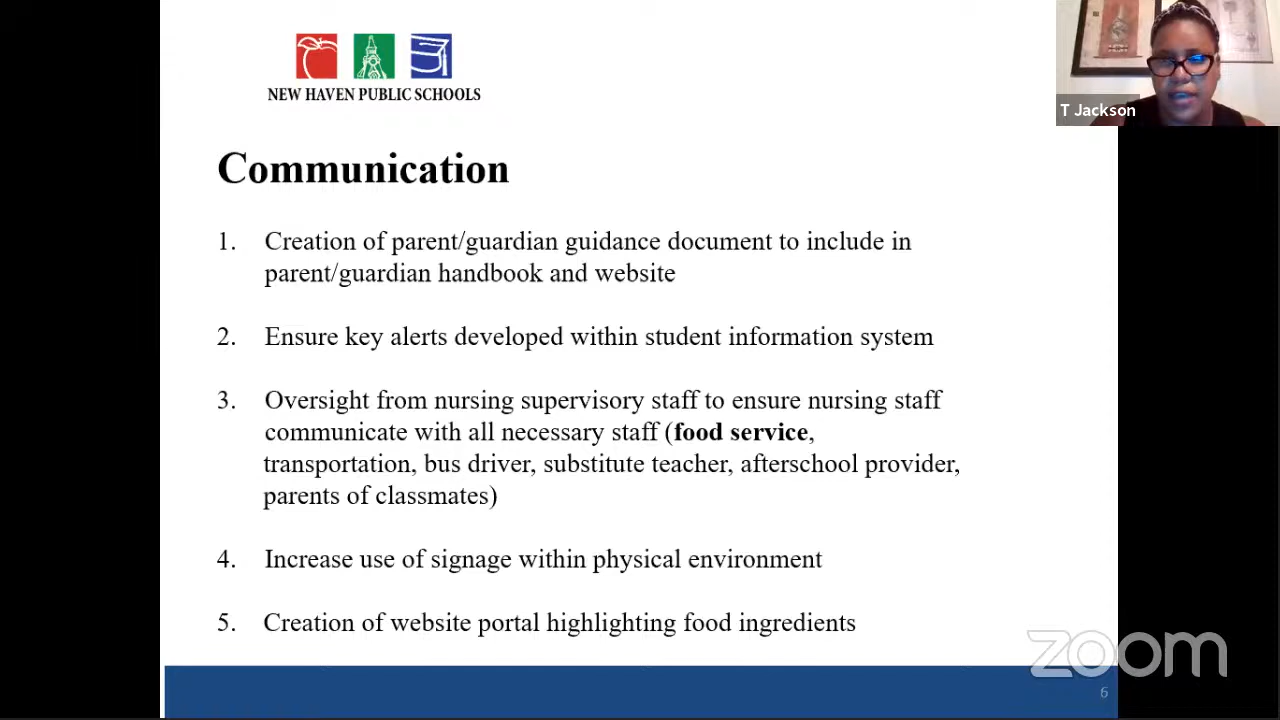 NEW HAVEN PUBLIC SCHOOLS
T Jackson
Communication
1. Creation of parent/guardian guidance document to include in
parent/guardian handbook and website
2. Ensure key alerts developed within student information system
3. Oversight from nursing supervisory staff to ensure nursing staff
communicate with all necessary staff (food service,
transportation, bus driver, substitute teacher, afterschool provider,
parents of classmates)
4. Increase use of signage within physical environment
5. Creation of website portal highlighting food ingredients
zoom
6